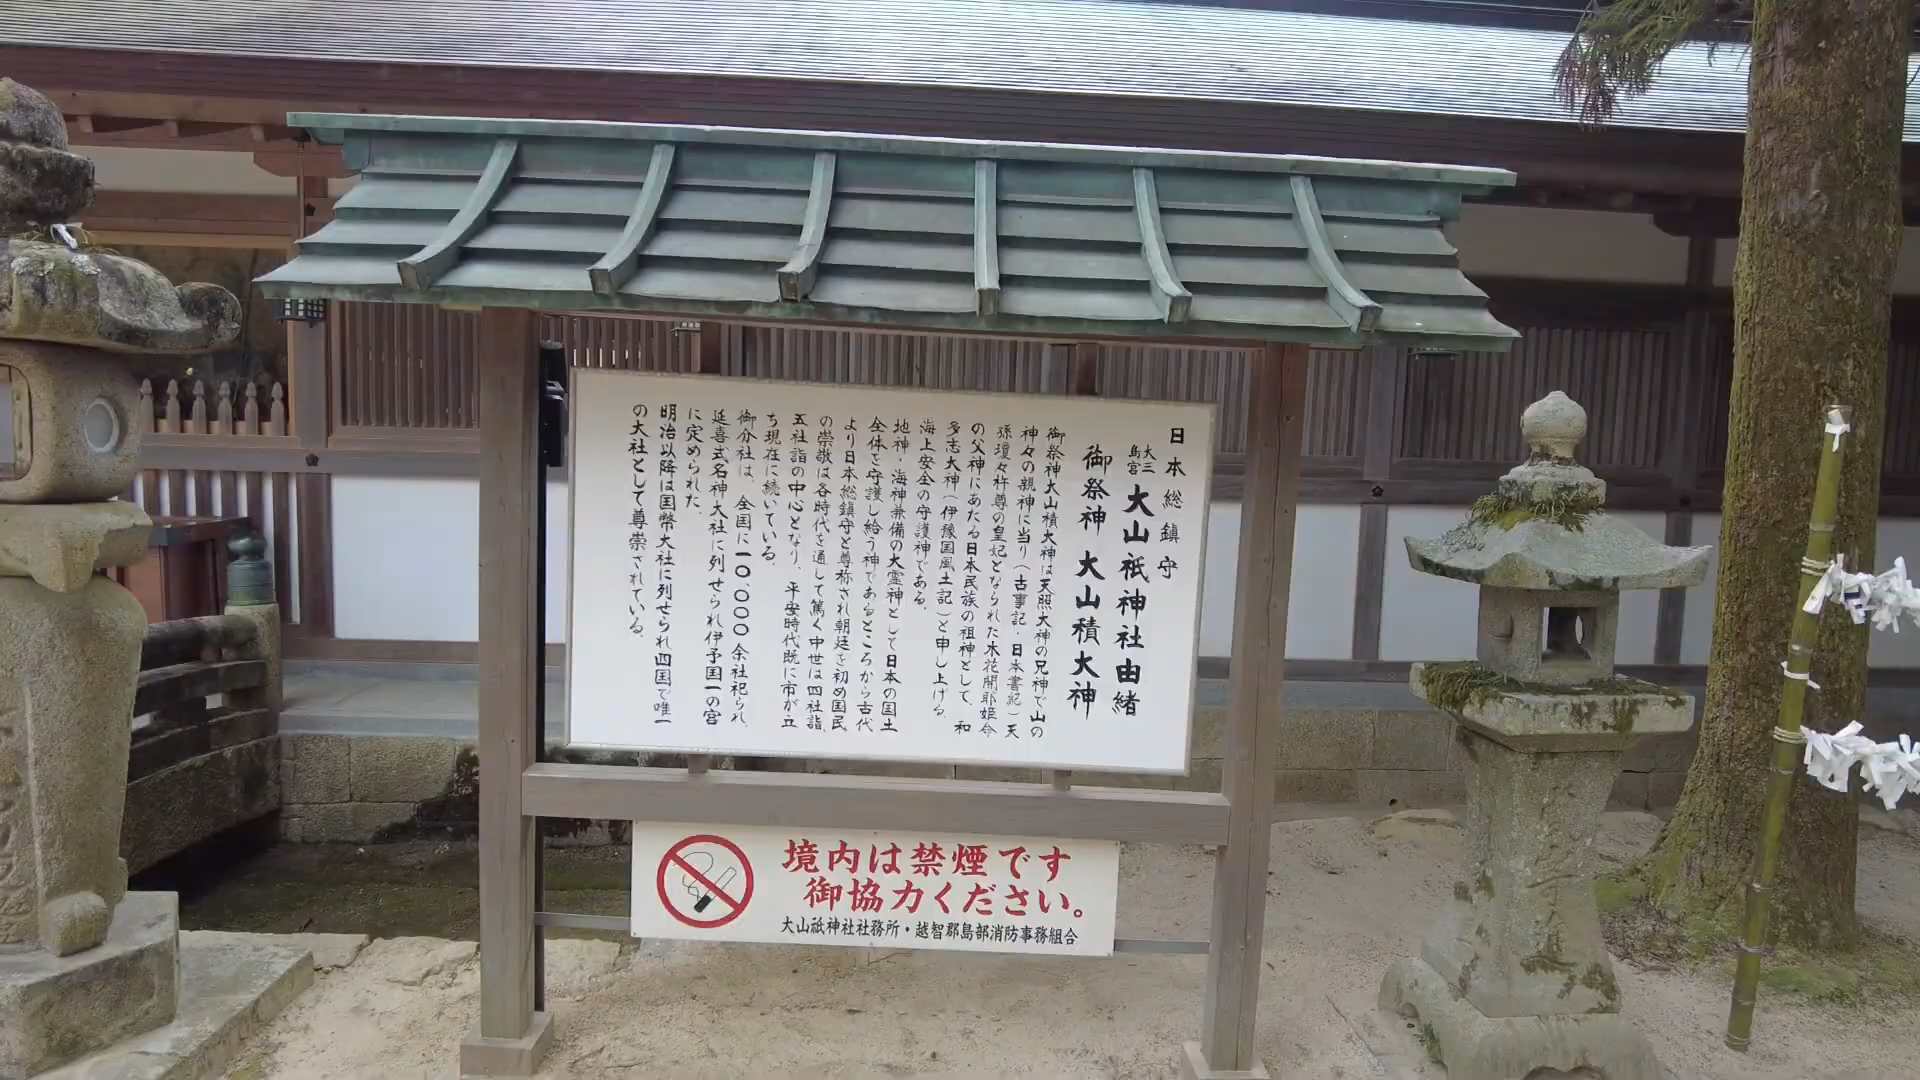 日本総鎮守
大三島宮 大山祇神社由緒
御祭神 大山積大神
御祭神大山積大神は天照大神の兄神で山の
神々の親神に当り(古事記・日本書紀)天
孫瓊々杵尊の皇妃となられた木花開耶姫命
の父神にあたる日本民族の祖神として、和
多志大神(伊豫国風土記)と申し上げる。
海上安全の守護神である。
地神・海神兼備の大霊神として日本の国土
全体を守護し給う神であるところから古代
より日本総鎮守と尊称され朝廷を初め国民
の崇敬は各時代を通して篤く中世は四社詣、
五社詣の中心となり、平安時代既に市が立
ち現在に続いている。
御分社は、全国に一〇、〇〇〇余社祀られ、
延喜式名神大社に列せられ伊予国一の宮
に定められた。
明治以降は国幣大社に列せられ四国で唯一
の大社として尊崇されている。
境内は禁煙です
御協力ください。
大山祇神社社務所・越智郡島部消防事務組合